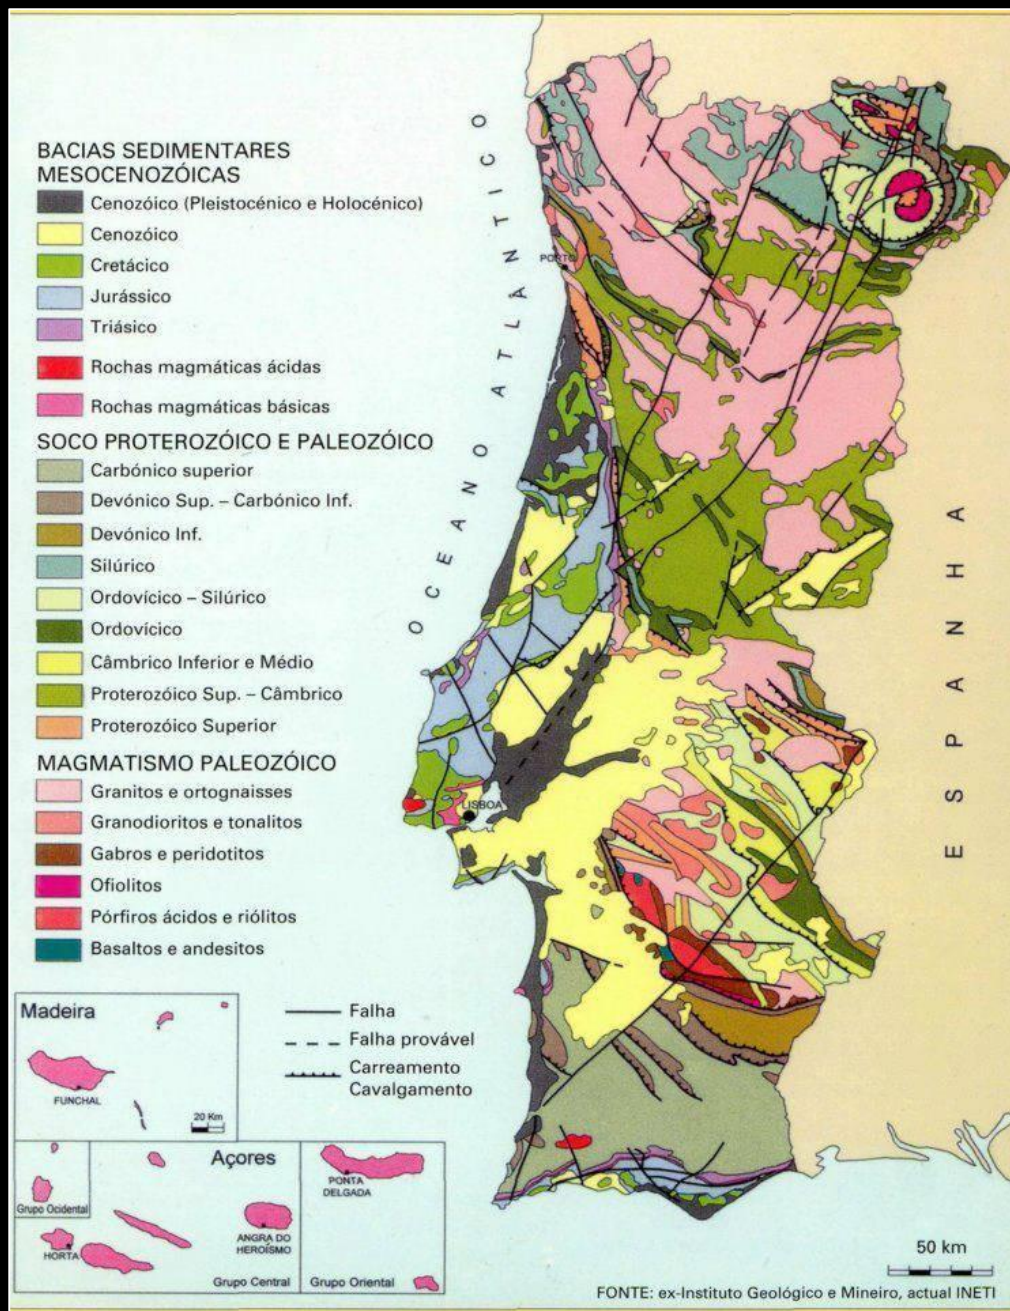 BACIAS SEDIMENTARES
MESOCENOZÓICAS
Cenozóico (Pleistocénico e Holocénico)
Cenozóico
Cretácico
Jurássico
Triásico
Rochas magmáticas ácidas
Rochas magmáticas básicas
SOCO PROTEROZÓICO E PALEOZÓICO
Carbónico superior
Devónico Sup. – Carbónico Inf.
Devónico Inf.
Silúrico
Ordovícico – Silúrico
Ordovícico
Câmbrico Inferior e Médio
Proterozóico Sup. – Câmbrico
Proterozóico Superior
MAGMATISMO PALEOZÓICO
Granitos e ortognaisses
Granodioritos e tonalitos
Gabros e peridotitos
Ofiolitos
Pórfiros ácidos e riólitos
Basaltos e andesitos
OCEANO ATLÂNTICO
PORTO
LISBOA
ESPANHA
Falha
Falha provável
Carreamento
Cavalgamento
Madeira
FUNCHAL
20 Km
Açores
Grupo Ocidental
HORTA
ANGRA DO
HEROÍSMO
Grupo Central
PONTA
DELGADA
Grupo Oriental
50 km
FONTE: ex-Instituto Geológico e Mineiro, actual INETI